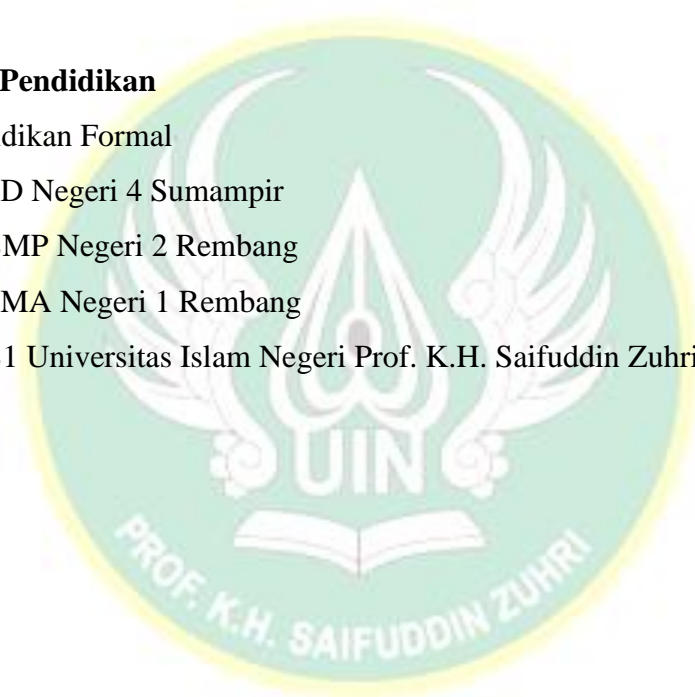 Pendidikan
dikan Formal
D Negeri 4 Sumampir
MP Negeri 2 Rembang
MA Negeri 1 Rembang
1 Universitas Islam Negeri Prof. K.H. Saifuddin Zuhri
UIN
PROF. K.H. SAIFUDDIN ZUHRI